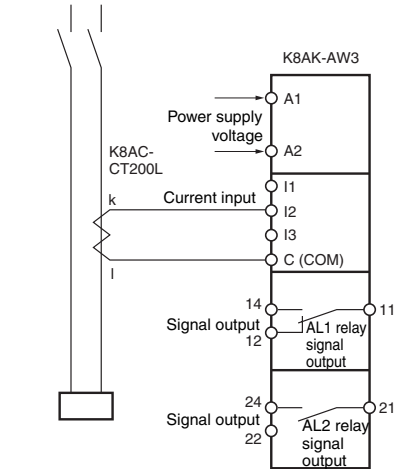 K8AK-AW3
A1
Power supply
voltage
A2
K8AC-
CT200L
I1
k
Current input
I2
I3
C (COM)
l
14
11
Signal output
AL1 relay
signal
output
12
24
21
Signal output
AL2 relay
signal
output
22